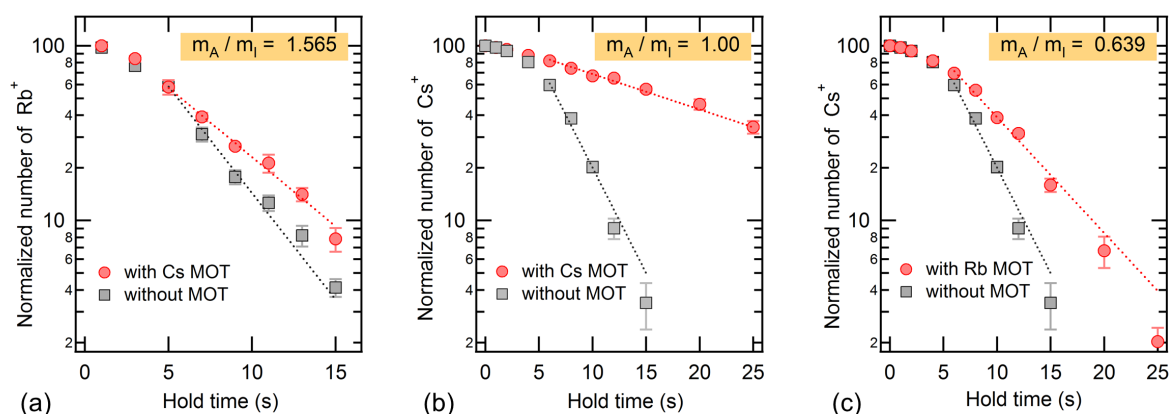 m_A / m_I = 1.565
Normalized number of Rb⁺
100
8
6
4
2
10
8
6
4
2
with Cs MOT
without MOT
0
5
10
15
(a)
Hold time (s)
m_A / m_I = 1.00
Normalized number of Cs⁺
100
8
6
4
2
10
8
6
4
2
with Cs MOT
without MOT
0
5
10
15
20
25
(b)
Hold time (s)
m_A / m_I = 0.639
Normalized number of Cs⁺
100
8
6
4
2
10
8
6
4
2
with Rb MOT
without MOT
0
5
10
15
20
25
(c)
Hold time (s)